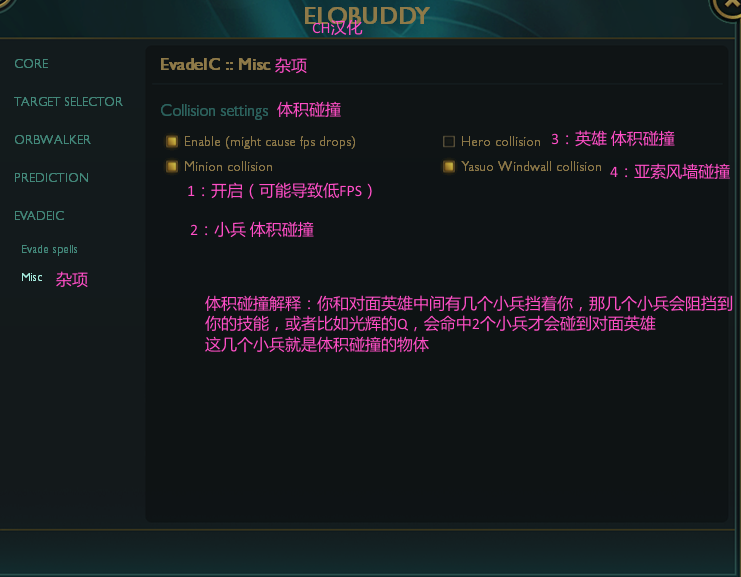 ELOBUDDY
CH汉化
CORE
TARGET SELECTOR
ORBWALKER
PREDICTION
EVADEIC
Evade spells
Misc 杂项
EvadeIC :: Misc 杂项
Collision settings 体积碰撞
Enable (might cause fps drops)
Hero collision 3：英雄 体积碰撞
Minion collision
Yasuo Windwall collision 4：亚索风墙碰撞
1：开启（可能导致低FPS）
2：小兵 体积碰撞
体积碰撞解释：你和对面英雄中间有几个小兵挡着你，那几个小兵会阻挡到
你的技能，或者比如光辉的Q，会命中2个小兵才会碰到对面英雄
这几个小兵就是体积碰撞的物体